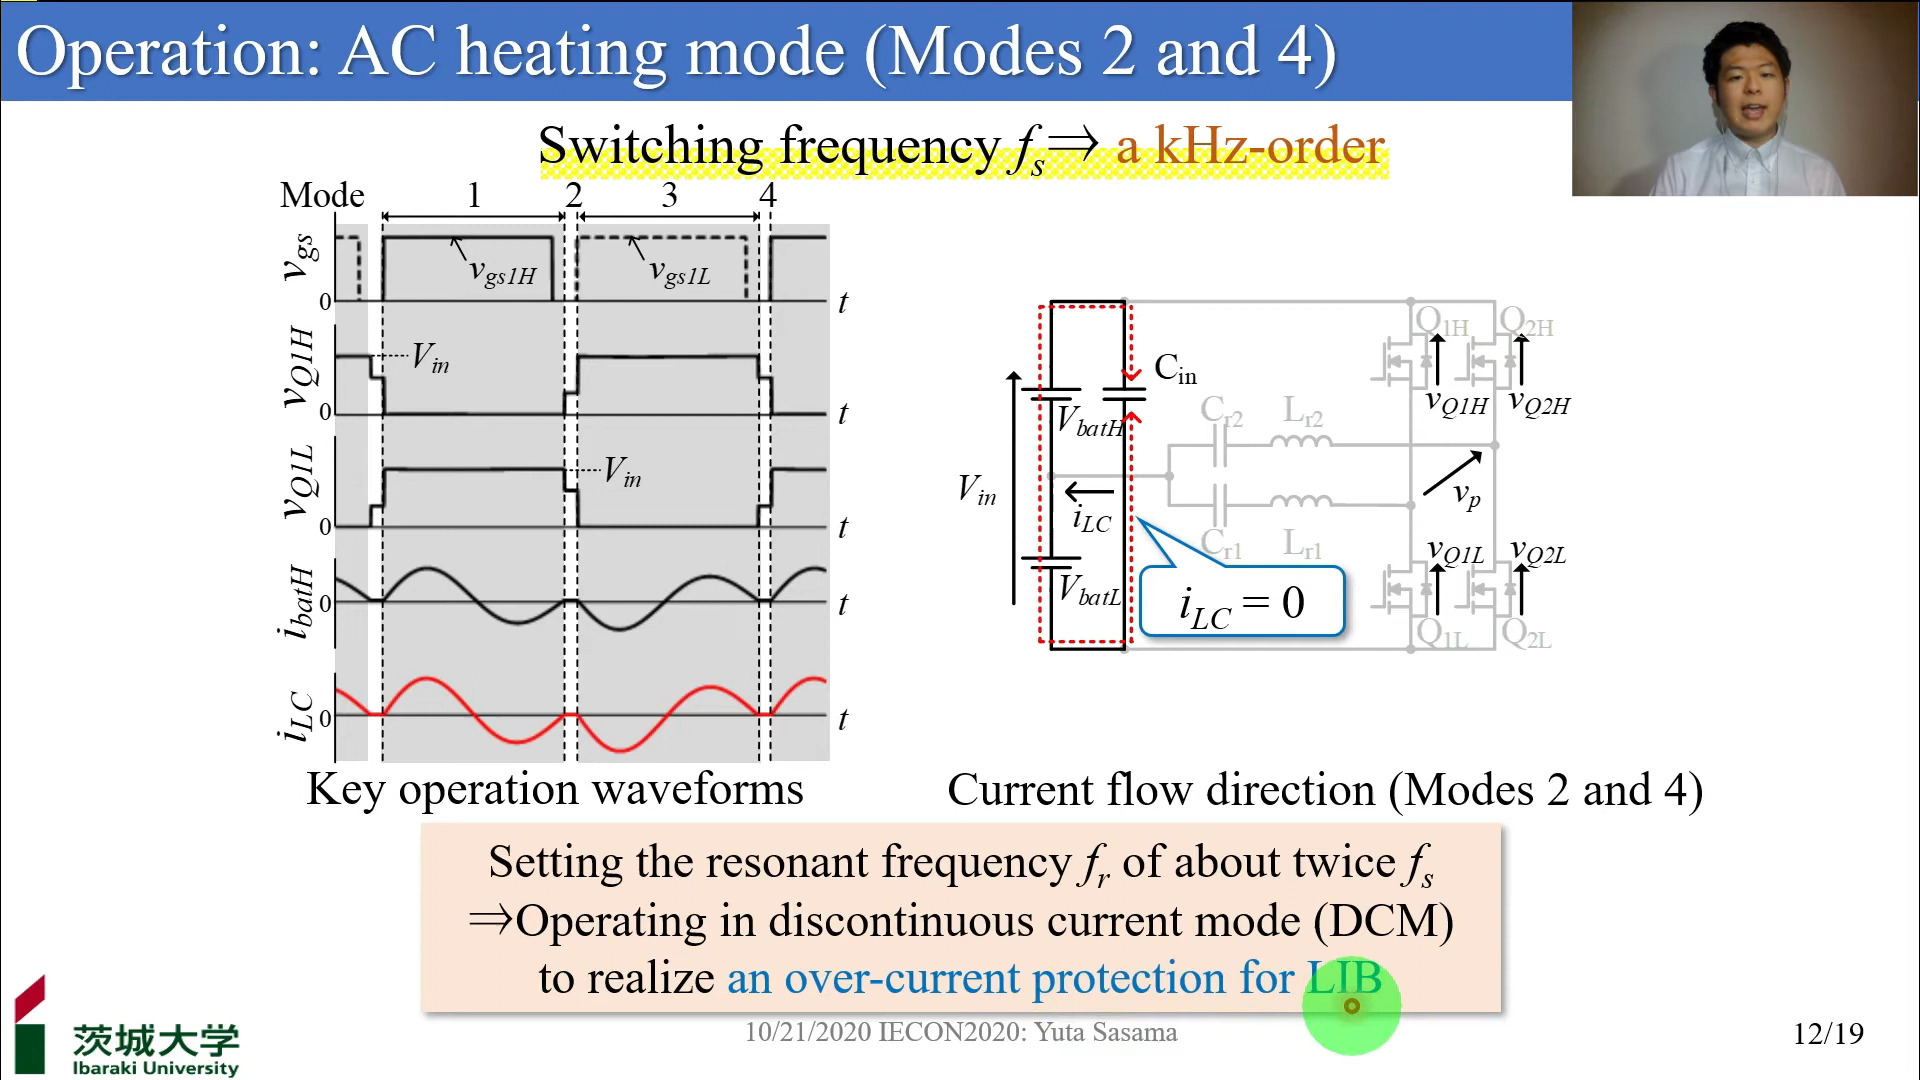 Operation: AC heating mode (Modes 2 and 4)
Switching frequency fs⇒ a kHz-order
Mode 1 2 3 4
vgs
vgs1H
vgs1L
0
t
vQ1H
Vin
0
t
vQ1L
Vin
0
t
ibatH
0
t
iLC
0
t
Key operation waveforms
Q1H
Q2H
Cin
vQ1H
vQ2H
VbatH
Cr2
Lr2
Vin
iLC
vp
Cr1
Lr1
vQ1L
vQ2L
VbatL
iLC = 0
Q1L
Q2L
Current flow direction (Modes 2 and 4)
Setting the resonant frequency fr of about twice fs
⇒Operating in discontinuous current mode (DCM)
to realize an over-current protection for LIB
茨城大学
Ibaraki University
10/21/2020 IECON2020: Yuta Sasama
12/19